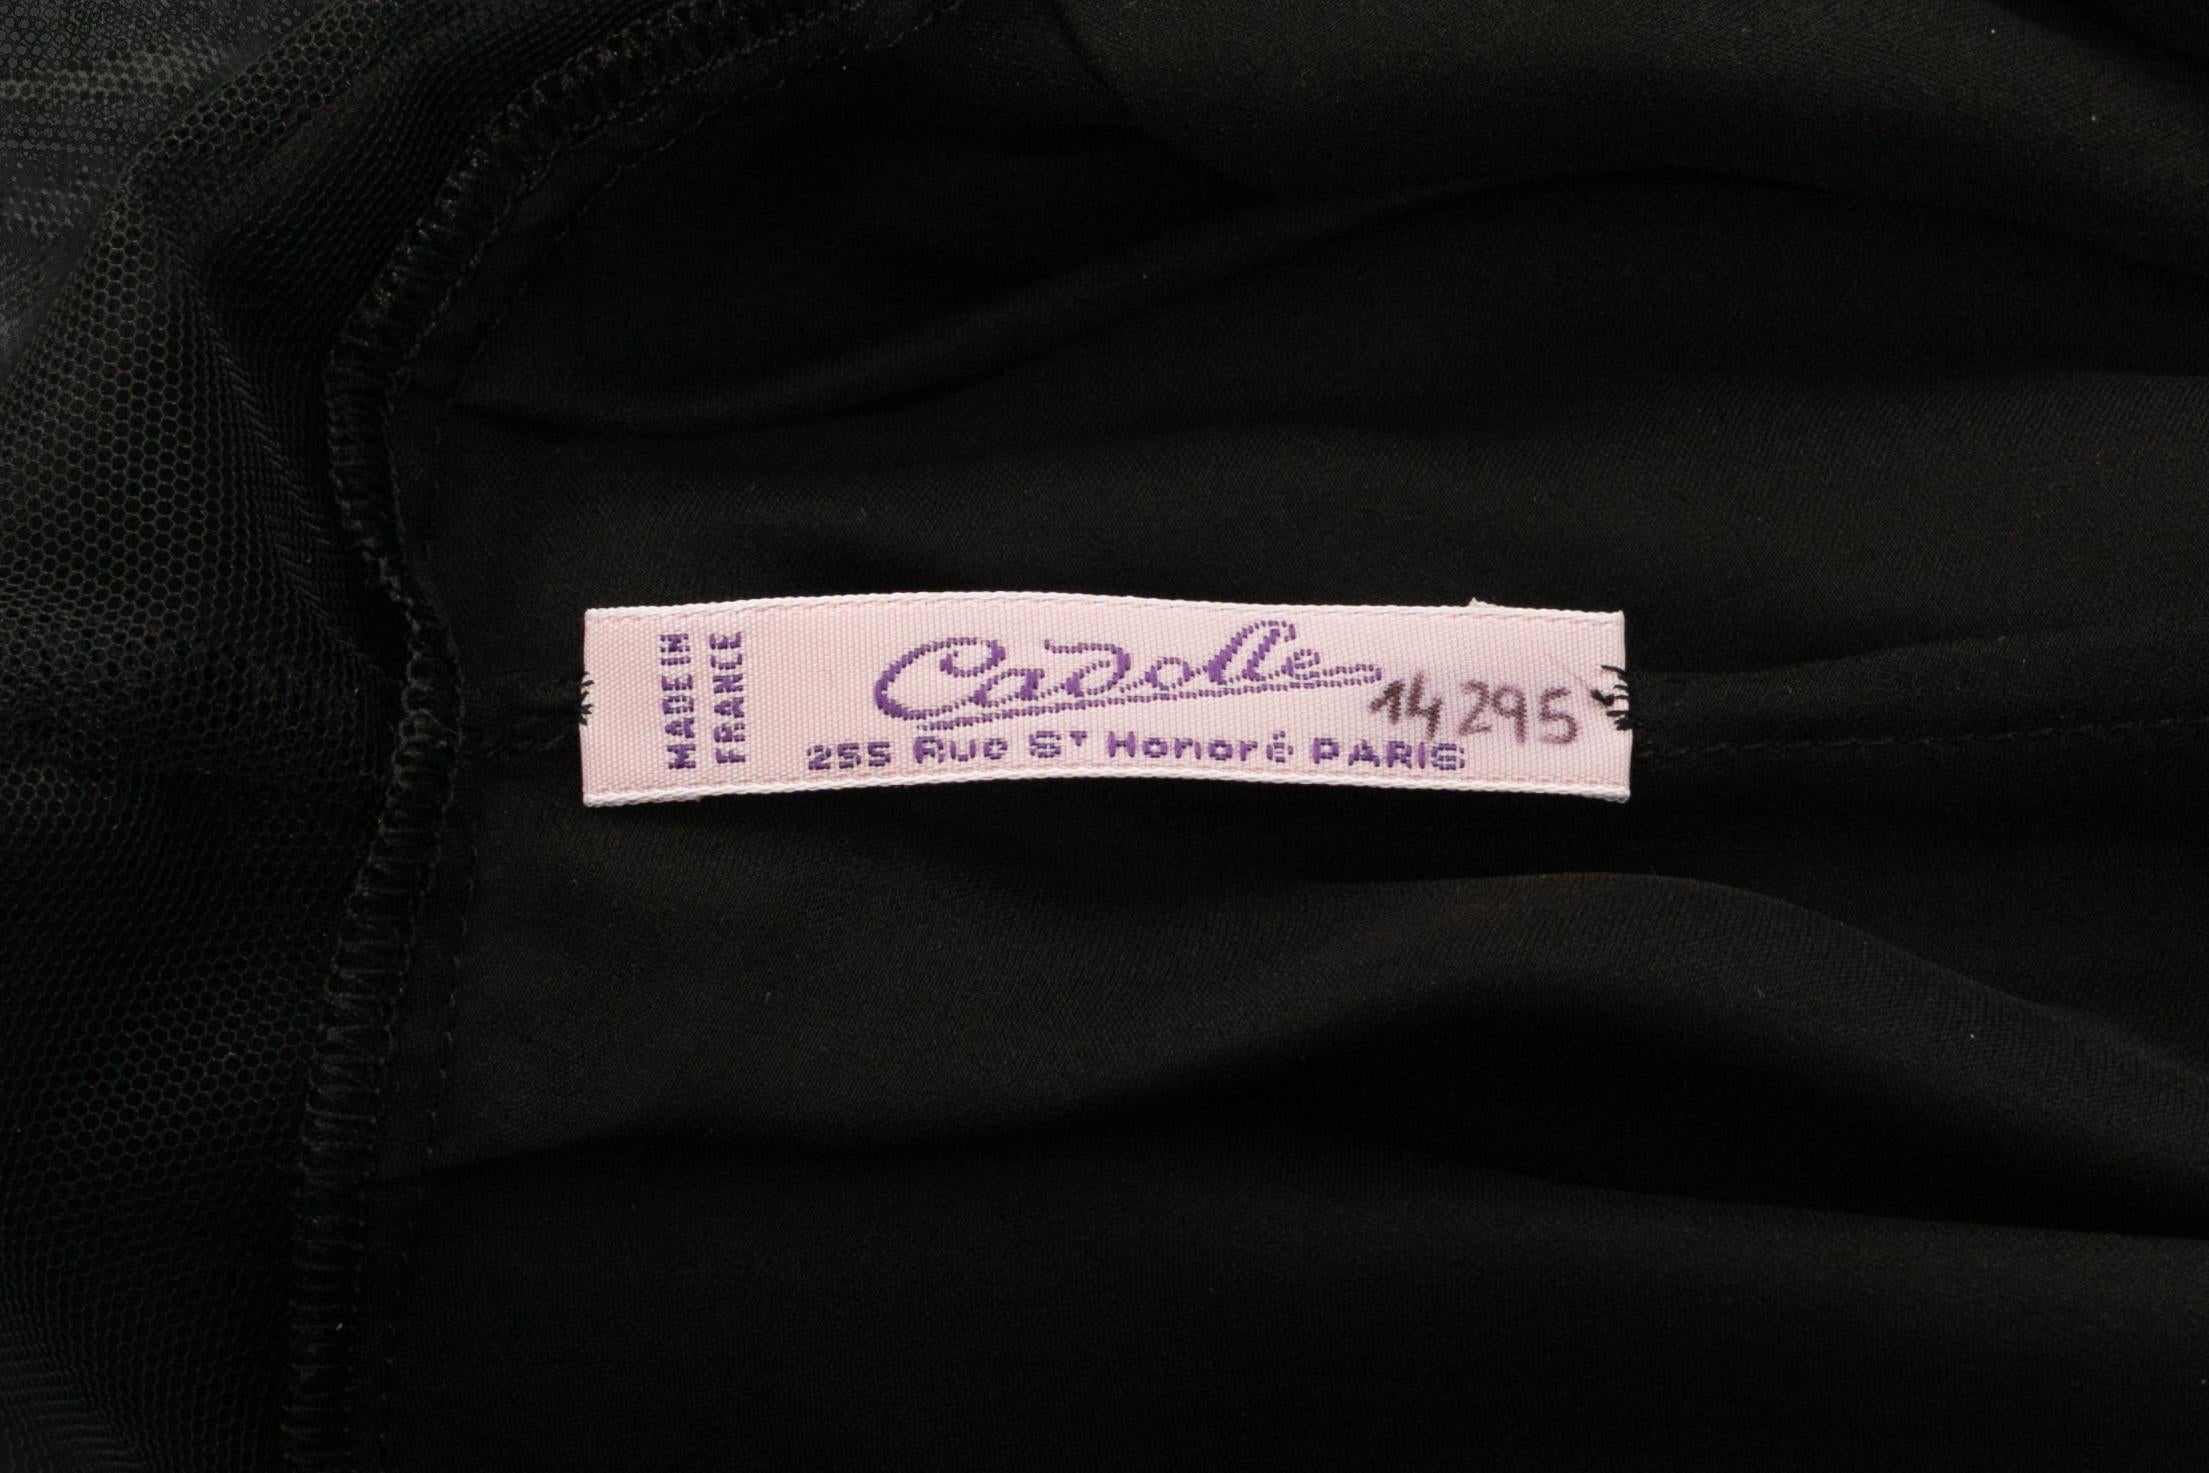 MADE IN
FRANCE
Cadolle
14295
255 Rue St Honoré PARIS